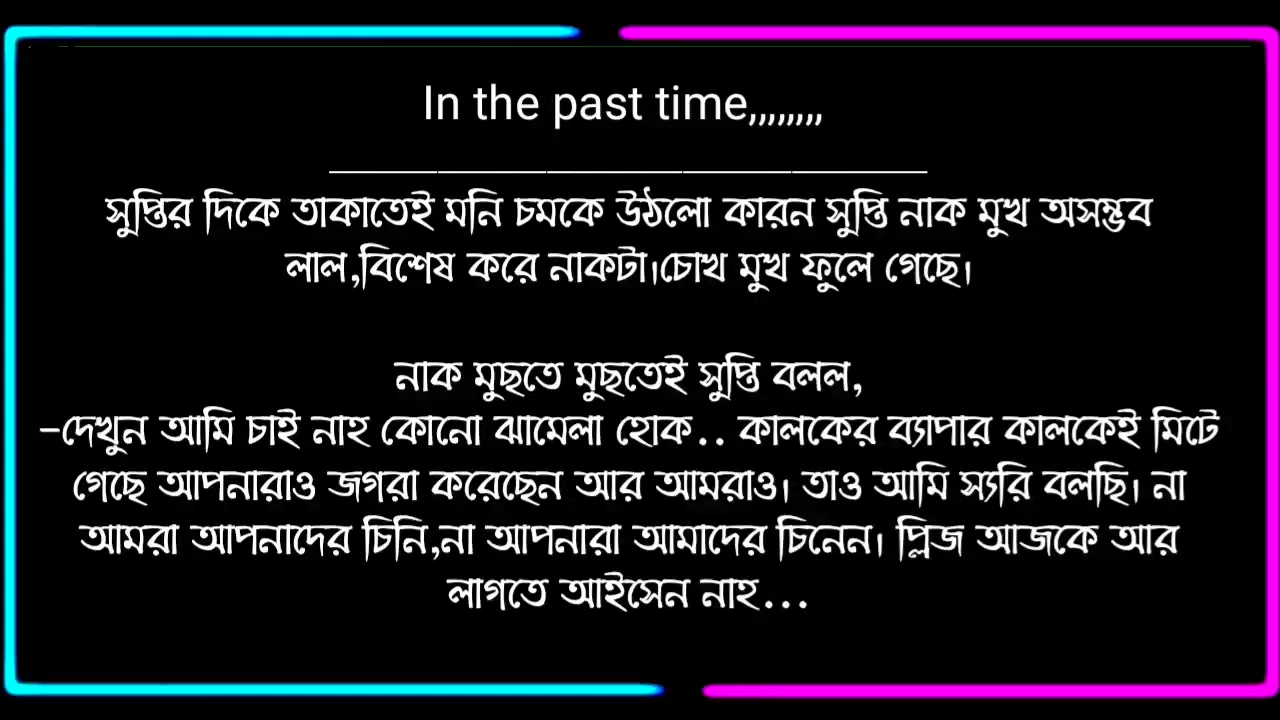 In the past time,,,,,,,,
সুপ্তির দিকে তাকাতেই মনি চমকে উঠলো কারন সুপ্তি নাক মুখ অসম্ভব
লাল,বিশেষ করে নাকটা।চোখ মুখ ফুলে গেছে।
নাক মুছতে মুছতেই সুপ্তি বলল,
-দেখুন আমি চাই নাহ কোনো ঝামেলা হোক.. কালকের ব্যাপার কালকেই মিটে
গেছে আপনারাও জগরা করেছেন আর আমরাও। তাও আমি স্যরি বলছি। না
আমরা আপনাদের চিনি,না আপনারা আমাদের চিনেন। প্লিজ আজকে আর
লাগতে আইসেন নাহ...